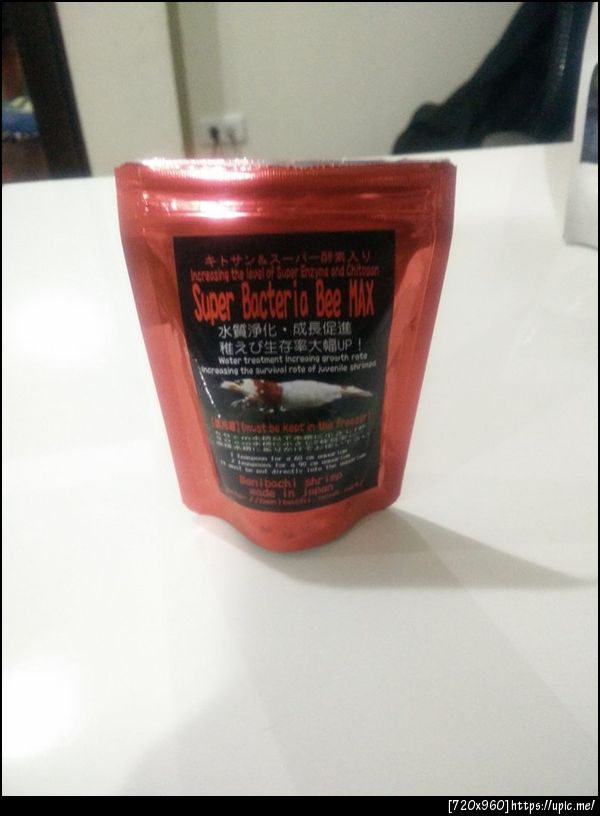 キトサン&スーパー酵素入り
Increasing the level of Super Enzyme and Chitosan
Super Bacteria Bee MAX
水質浄化・成長促進
稚えび生存率大幅UP!
Water treatment Increaing growth rate
increasing the survival rate of juvenile shrimps
(must be kept in the freezer)
1 teaspoon for a 60 cm aquarium
2 teaspoons for a 90 cm aquarium
It must be put directly into the aquarium
Benibachi shrimp
made in japan
[720x960]https://upic.me/